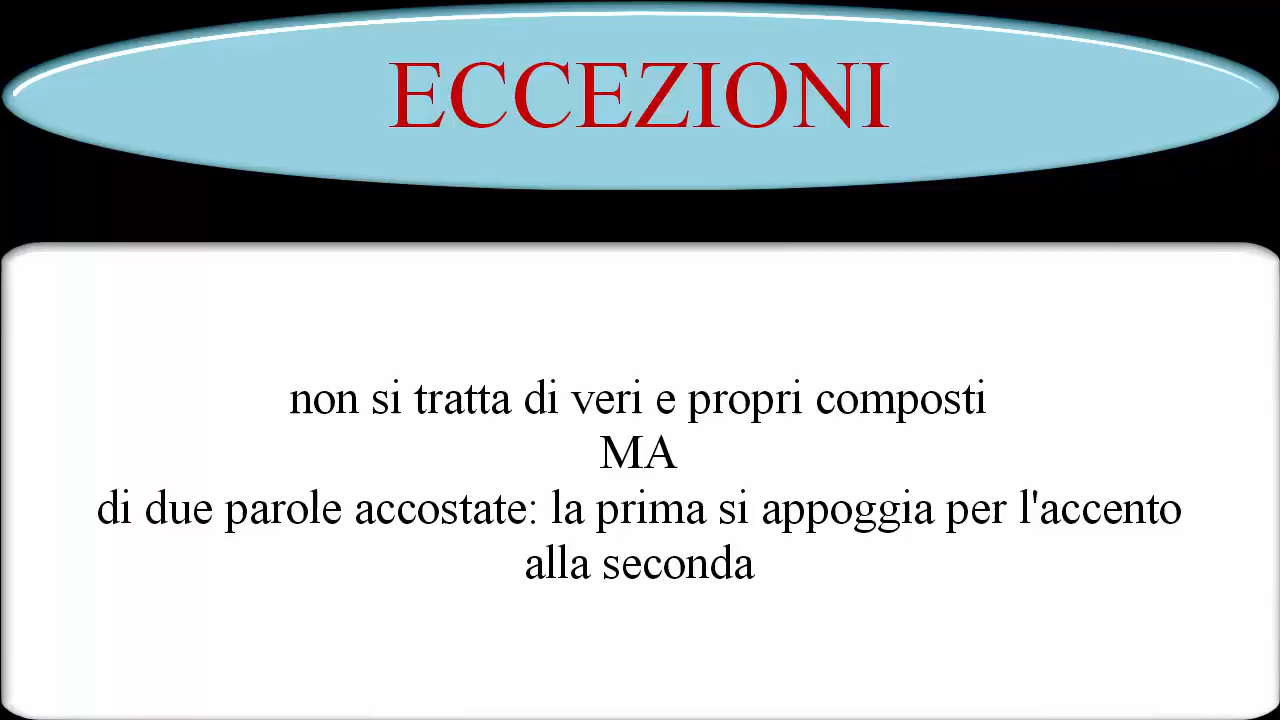 ECCEZIONI
non si tratta di veri e propri composti
MA
di due parole accostate: la prima si appoggia per l'accento
alla seconda